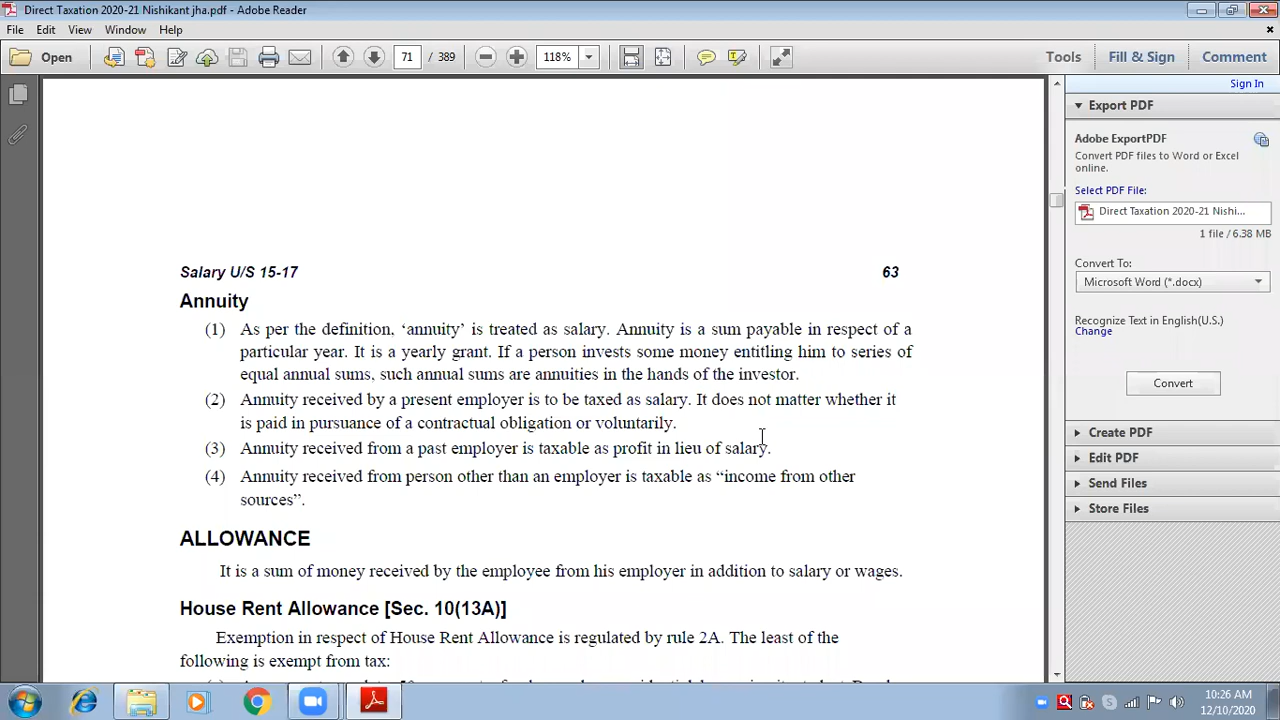 Direct Taxation 2020-21 Nishikant jha.pdf - Adobe Reader
File Edit View Window Help
Open 71 / 389 118% Tools Fill & Sign Comment
Sign In
Export PDF
Adobe ExportPDF
Convert PDF files to Word or Excel
online.
Select PDF File:
Direct Taxation 2020-21 Nishi...
1 file / 6.38 MB
Convert To:
Microsoft Word (*.docx)
Recognize Text in English(U.S.)
Change
Convert
Create PDF
Edit PDF
Send Files
Store Files
Salary U/S 15-17 63
Annuity
(1) As per the definition, ‘annuity’ is treated as salary. Annuity is a sum payable in respect of a
particular year. It is a yearly grant. If a person invests some money entitling him to series of
equal annual sums, such annual sums are annuities in the hands of the investor.
(2) Annuity received by a present employer is to be taxed as salary. It does not matter whether it
is paid in pursuance of a contractual obligation or voluntarily.
(3) Annuity received from a past employer is taxable as profit in lieu of salary.
(4) Annuity received from person other than an employer is taxable as “income from other
sources”.
ALLOWANCE
It is a sum of money received by the employee from his employer in addition to salary or wages.
House Rent Allowance [Sec. 10(13A)]
Exemption in respect of House Rent Allowance is regulated by rule 2A. The least of the
following is exempt from tax:
10:26 AM
12/10/2020